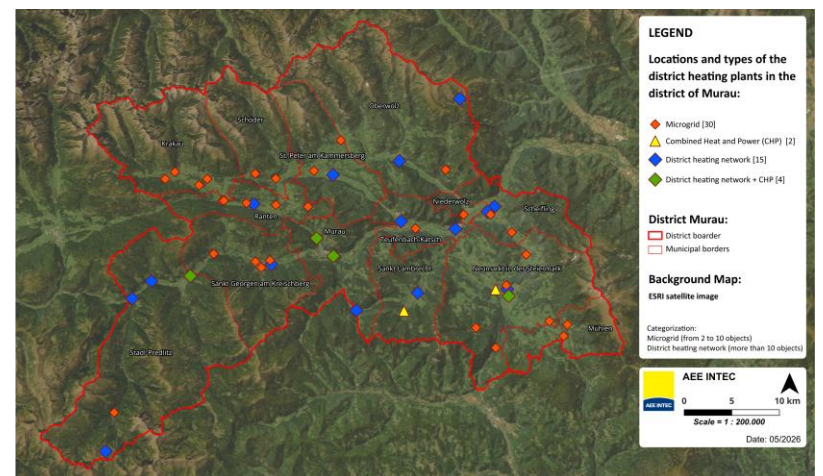 Oberwölz
Schöder
Krakau
St. Peter am Kammersberg
Niederwölz
Scheifling
Ranten
Murau
Teufenbach-Katsch
Sankt Lambrecht
Neumarkt in der Steiermark
Sankt Georgen am Kreischberg
Mühlen
Stadl-Predlitz
LEGEND
Locations and types of the
district heating plants in the
district of Murau:
Microgrid [30]
Combined Heat and Power (CHP) [2]
District heating network [15]
District heating network + CHP [4]
District Murau:
District boarder
Municipal borders
Background Map:
ESRI satellite image
Categorization:
Microgrid (from 2 to 10 objects)
District heating network (more than 10 objects)
AEE INTEC
AEE INTEC
0 5 10 km
Scale = 1 : 200.000
Date: 05/2026